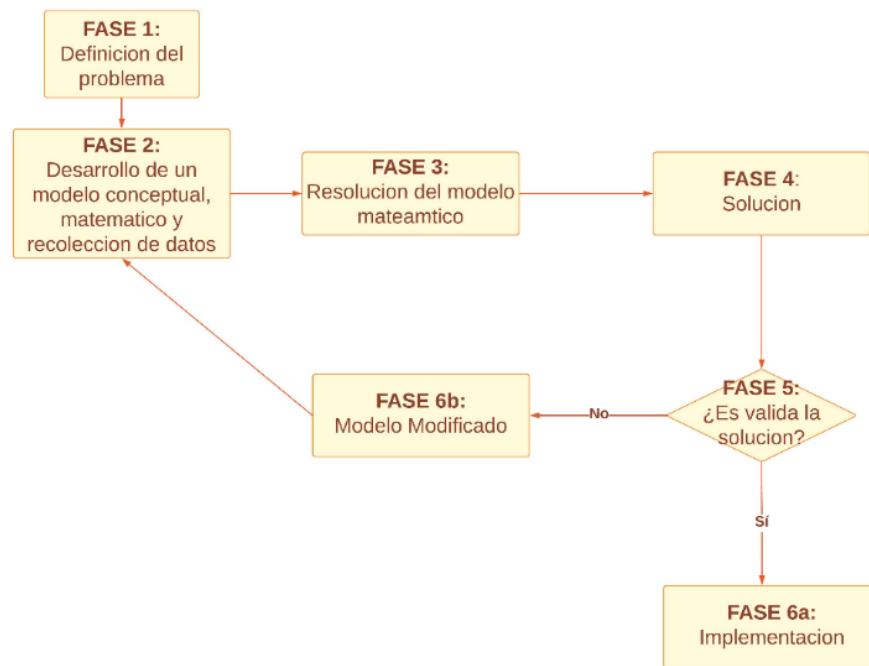 FASE 1:
Definicion del
problema
FASE 2:
Desarrollo de un
modelo conceptual,
matematico y
recoleccion de datos
FASE 3:
Resolucion del modelo
mateamtico
FASE 4:
Solucion
FASE 5:
¿Es valida la
solucion?
No
FASE 6b:
Modelo Modificado
Sí
FASE 6a:
Implementacion